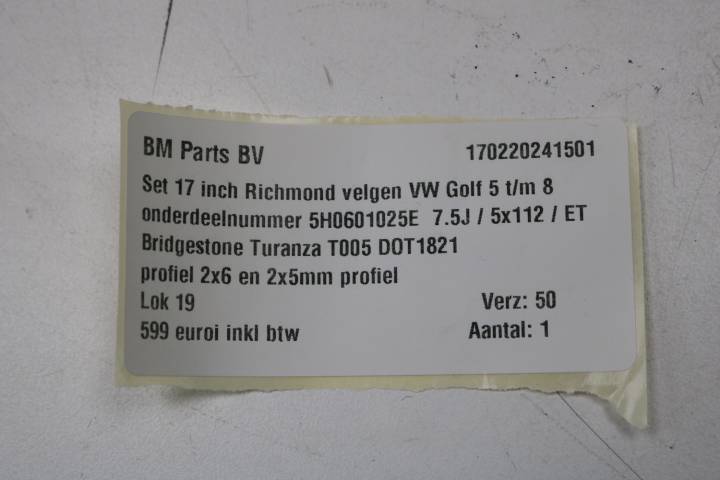 BM Parts BV 170220241501
Set 17 inch Richmond velgen VW Golf 5 t/m 8
onderdeelnummer 5H0601025E 7.5J / 5x112 / ET
Bridgestone Turanza T005 DOT1821
profiel 2x6 en 2x5mm profiel
Lok 19 Verz: 50
599 euroi inkl btw Aantal: 1